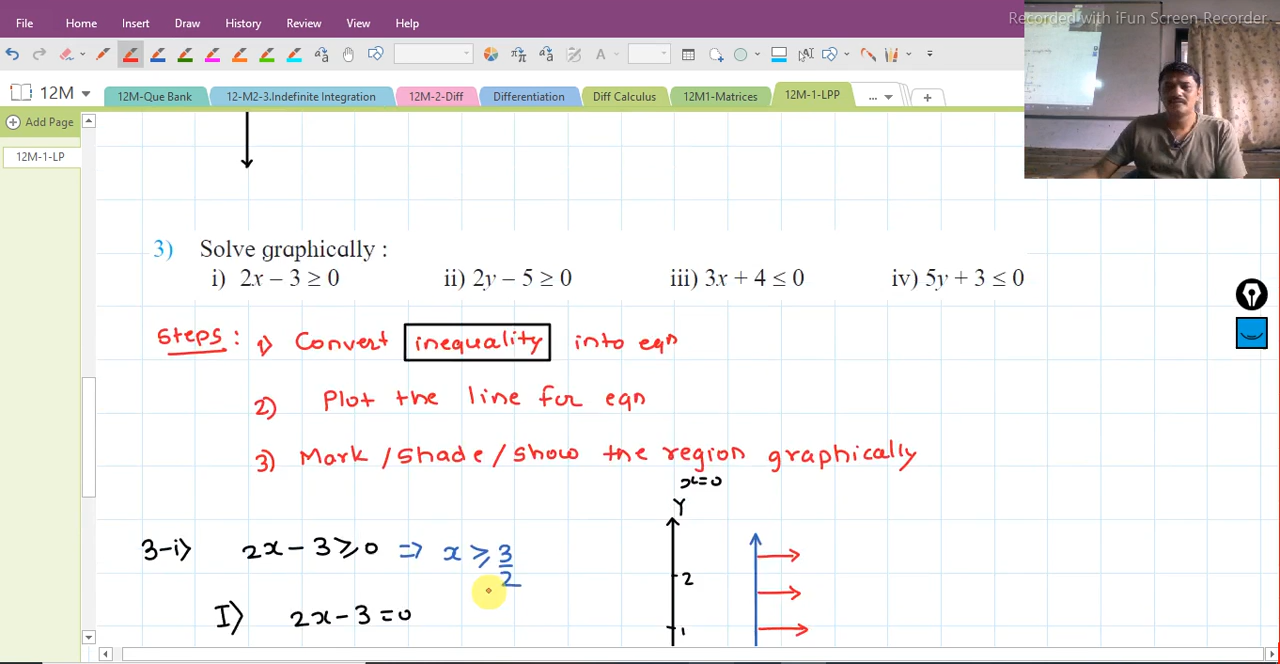 File Home Insert Draw History Review View Help
Recorded with iFun Screen Recorder
12M 12M-Que Bank 12-M2-3.Indefinite Integration 12M-2-Diff Differentiation Diff Calculus 12M1-Matrices 12M-1-LPP ...
Add Page
12M-1-LP
3) Solve graphically :
i) 2x – 3 ≥ 0 ii) 2y – 5 ≥ 0 iii) 3x + 4 ≤ 0 iv) 5y + 3 ≤ 0
Steps : 1) Convert inequality into eqn
2) Plot the line for eqn
3) Mark / Shade / show the region graphically
x=0
Y
3-i) 2x - 3 ≥ 0 ⇒ x ≥ 3/2
2
I) 2x - 3 = 0
1